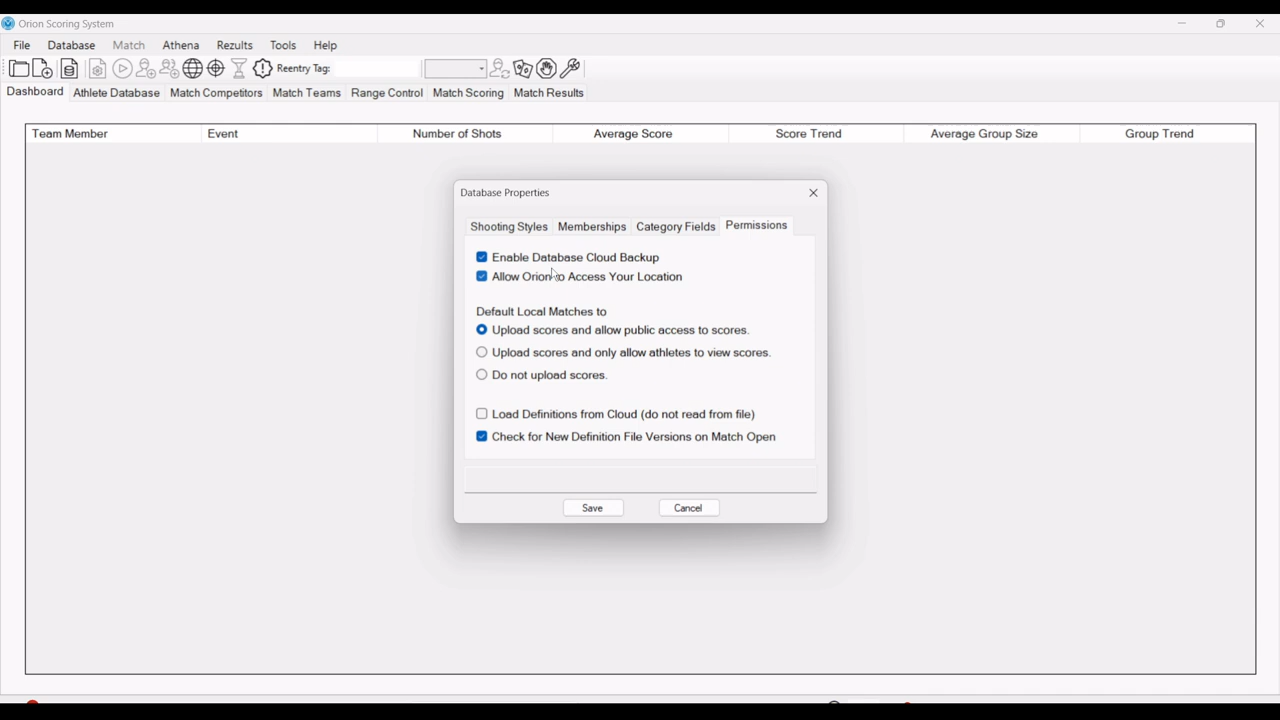 Orion Scoring System
File Database Match Athena Rezults Tools Help
Reentry Tag:
Dashboard Athlete Database Match Competitors Match Teams Range Control Match Scoring Match Results
Team Member Event Number of Shots Average Score Score Trend Average Group Size Group Trend
Database Properties
Shooting Styles Memberships Category Fields Permissions
Enable Database Cloud Backup
Allow Orion to Access Your Location
Default Local Matches to
Upload scores and allow public access to scores.
Upload scores and only allow athletes to view scores.
Do not upload scores.
Load Definitions from Cloud (do not read from file)
Check for New Definition File Versions on Match Open
Save Cancel